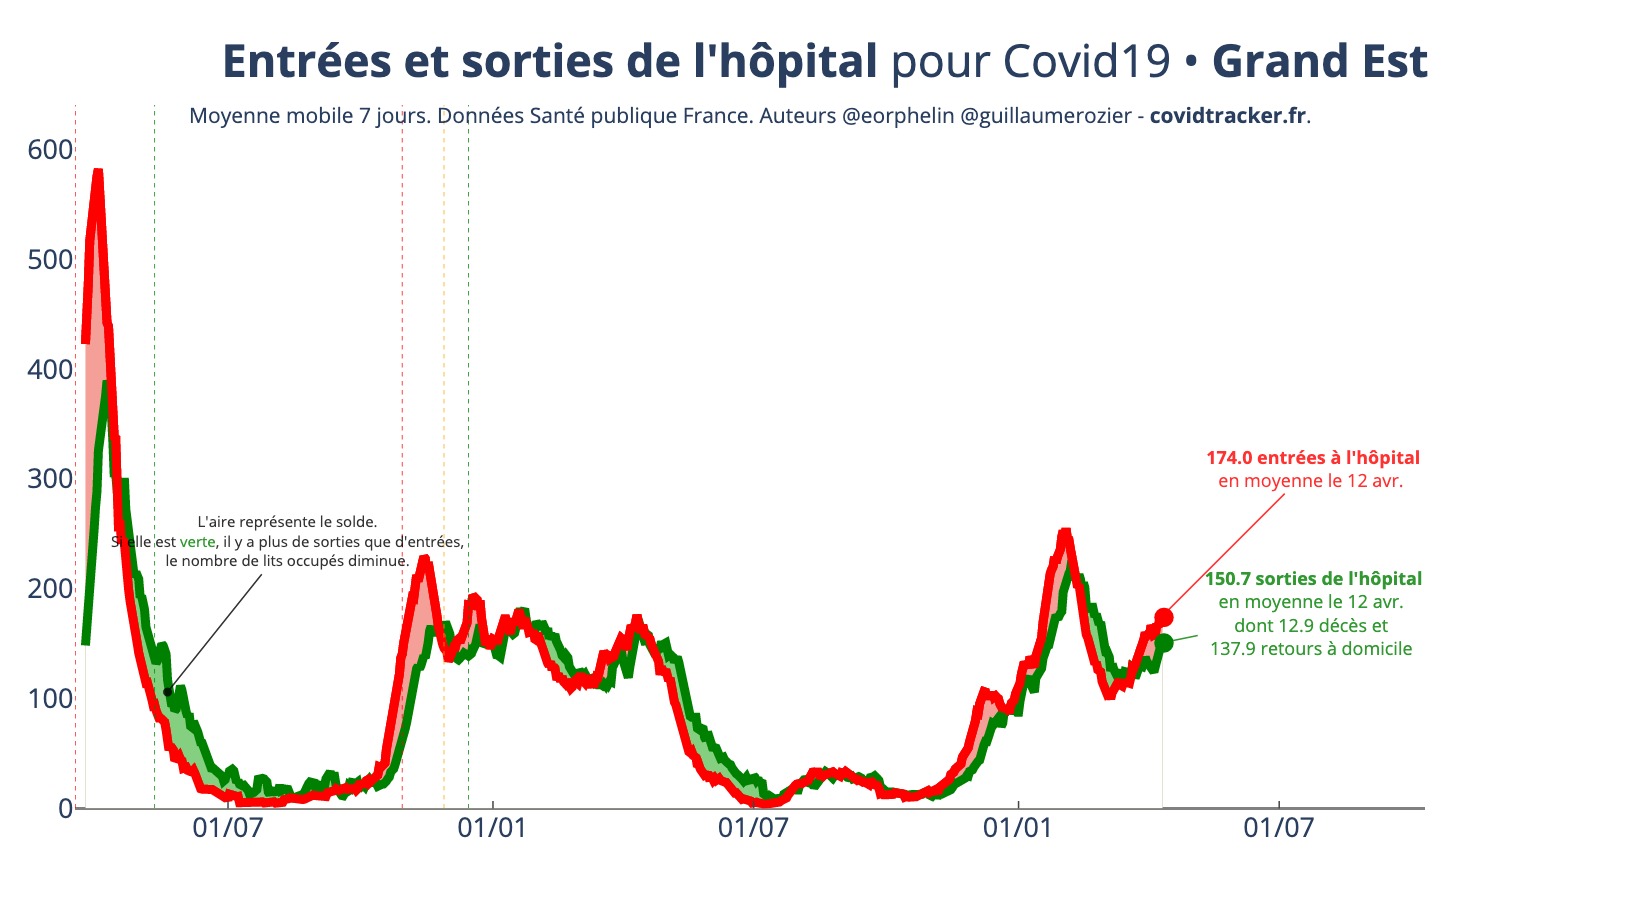 Entrées et sorties de l'hôpital pour Covid19 • Grand Est
Moyenne mobile 7 jours. Données Santé publique France. Auteurs @eorphelin @guillaumerozier - covidtracker.fr.
600
500
400
300
200
100
0
L'aire représente le solde.
Si elle est verte, il y a plus de sorties que d'entrées,
le nombre de lits occupés diminue.
174.0 entrées à l'hôpital
en moyenne le 12 avr.
150.7 sorties de l'hôpital
en moyenne le 12 avr.
dont 12.9 décès et
137.9 retours à domicile
01/07
01/01
01/07
01/01
01/07